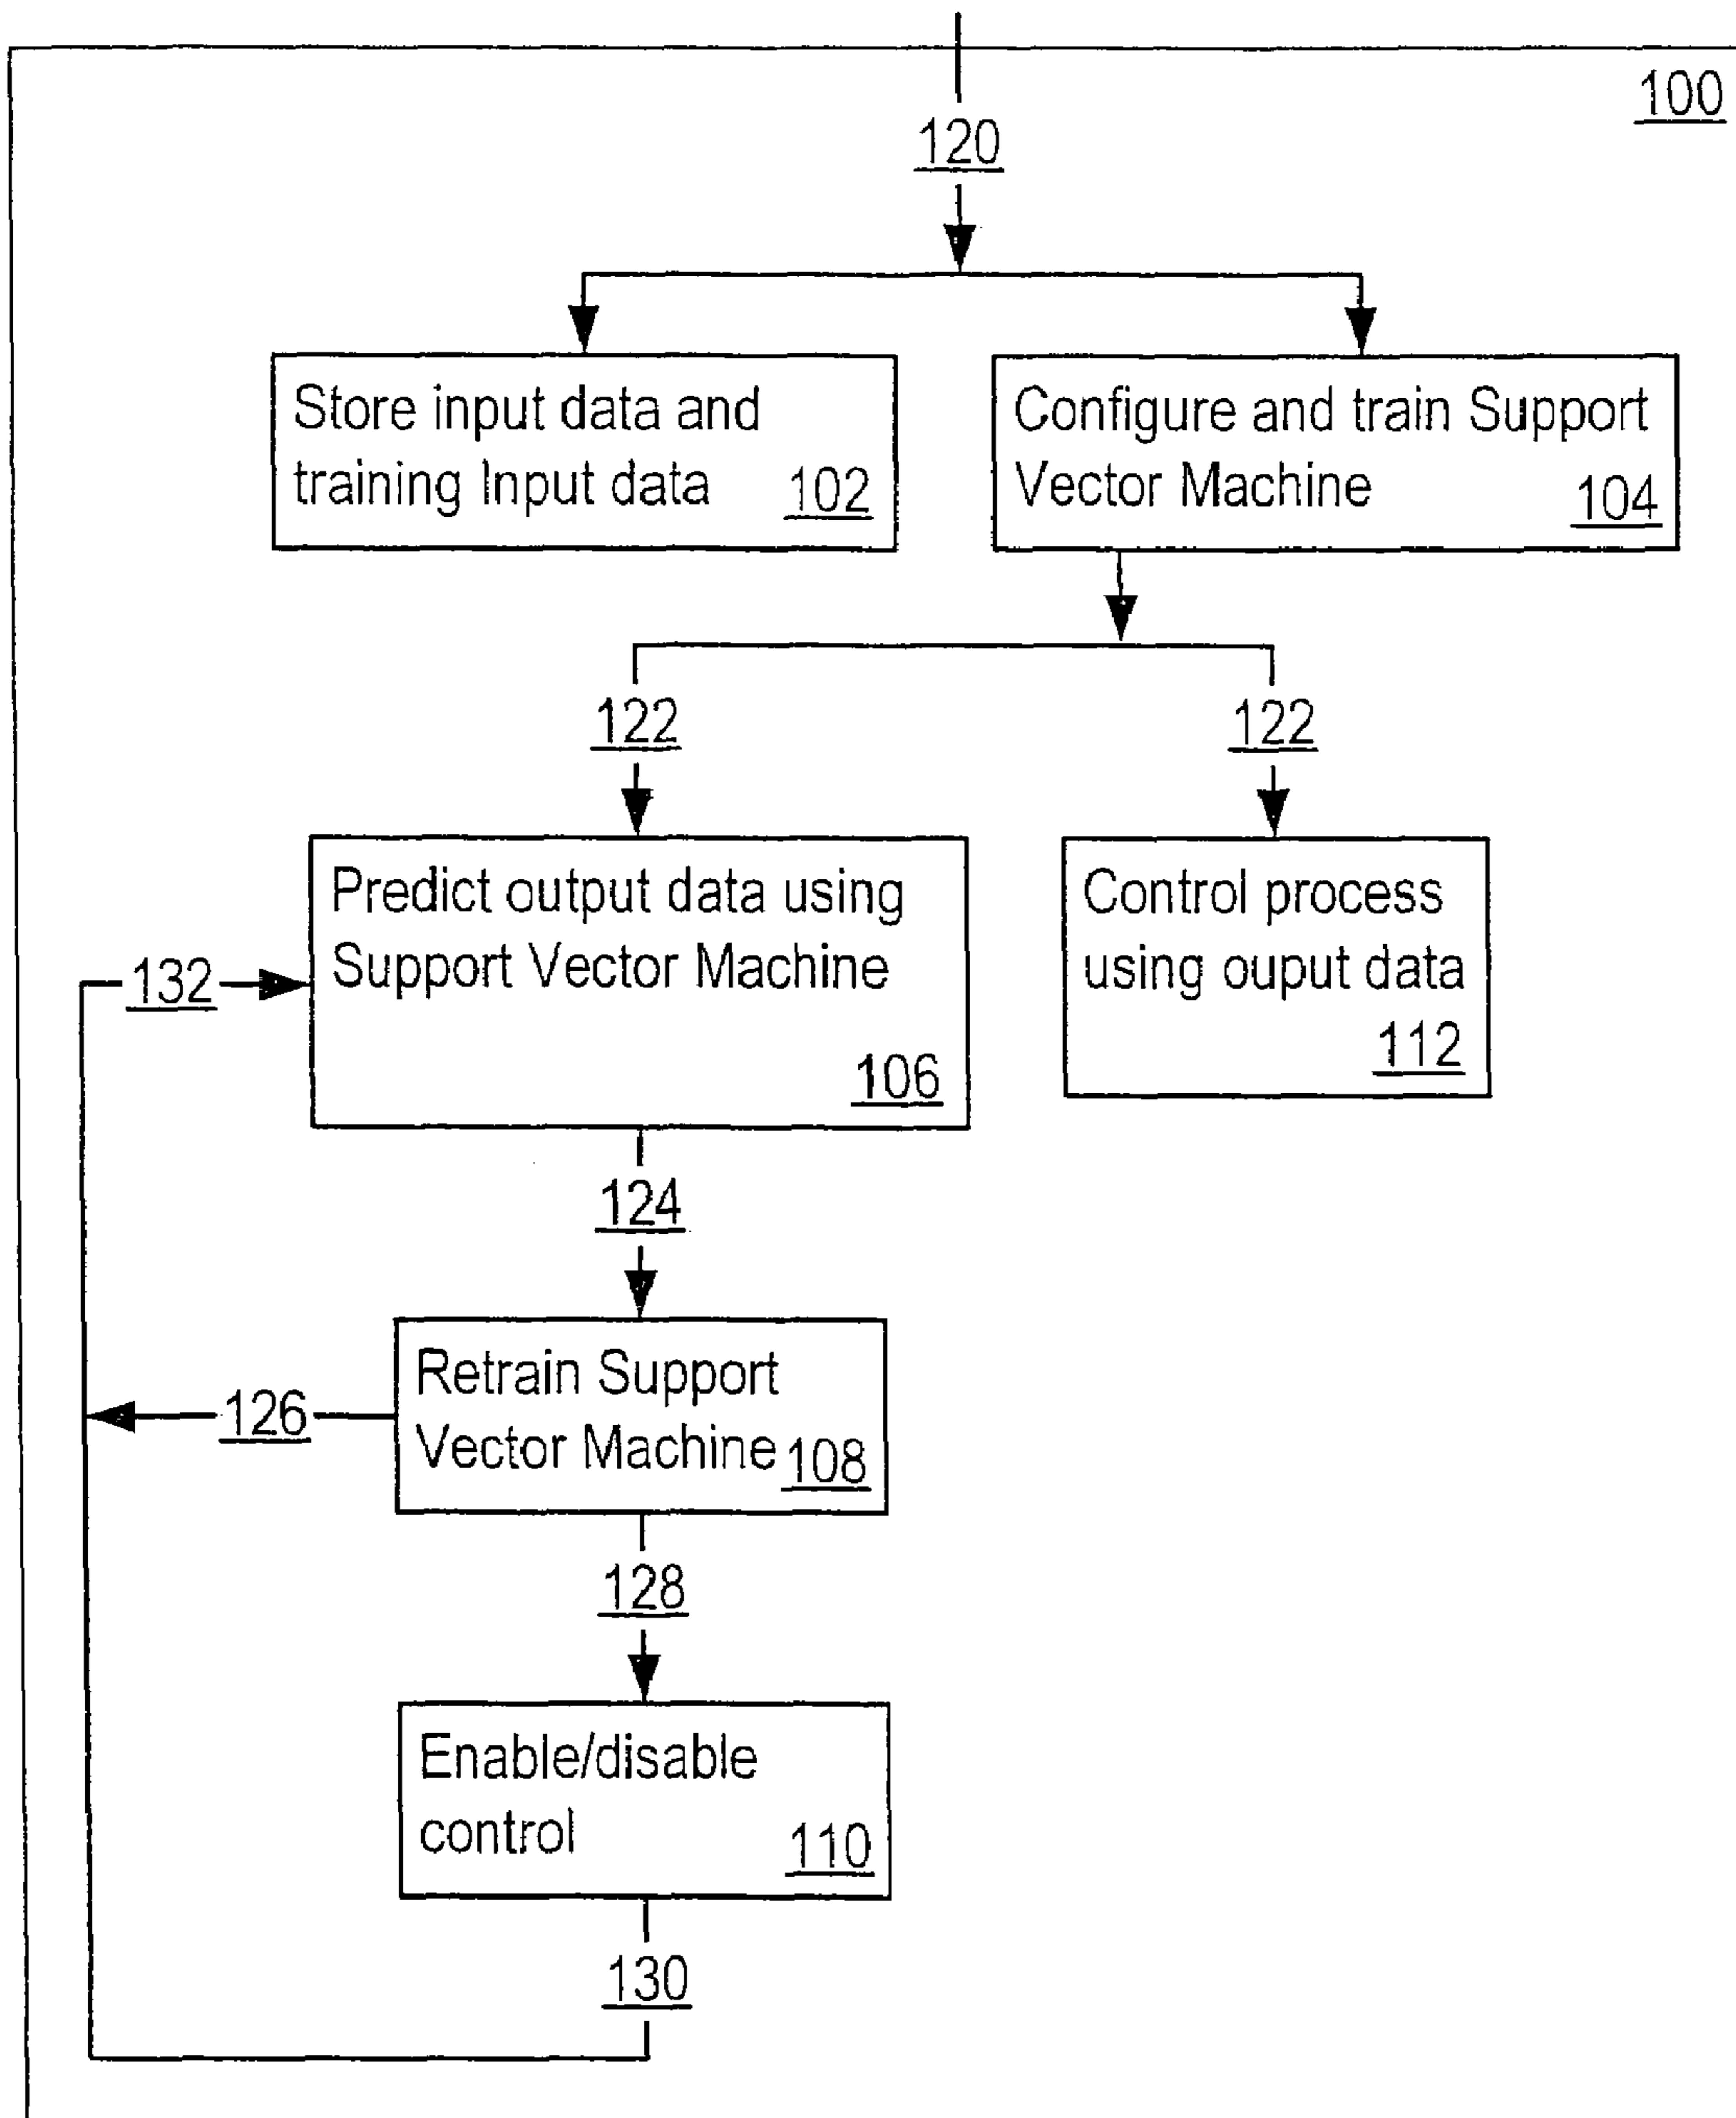 100
120
Store input data and
training Input data 102
Configure and train Support
Vector Machine 104
122
122
Predict output data using
Support Vector Machine
106
Control process
using ouput data
112
132
124
Retrain Support
Vector Machine 108
126
128
Enable/disable
control 110
130